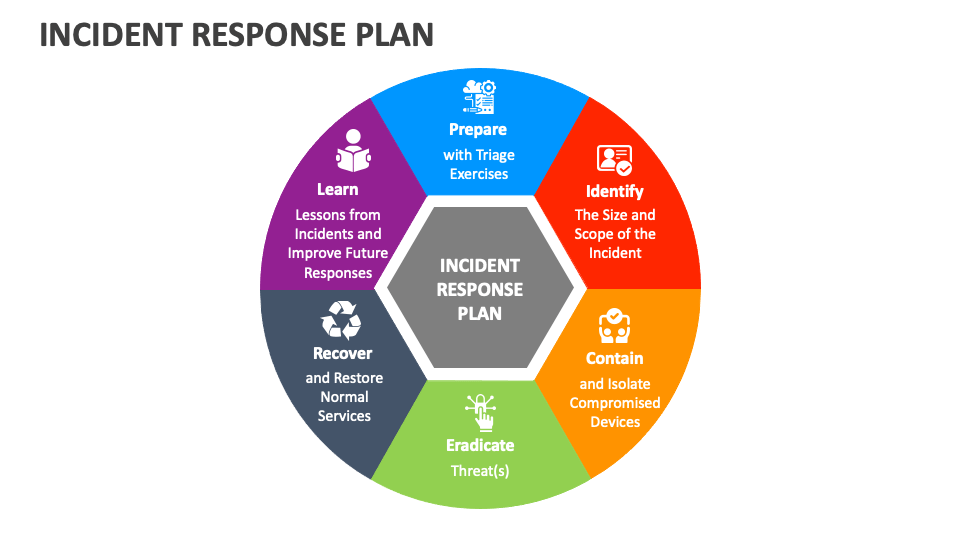 INCIDENT RESPONSE PLAN
Prepare
with Triage
Exercises
Identify
The Size and
Scope of the
Incident
Contain
and Isolate
Compromised
Devices
Eradicate
Threat(s)
Recover
and Restore
Normal
Services
Learn
Lessons from
Incidents and
Improve Future
Responses
INCIDENT
RESPONSE
PLAN